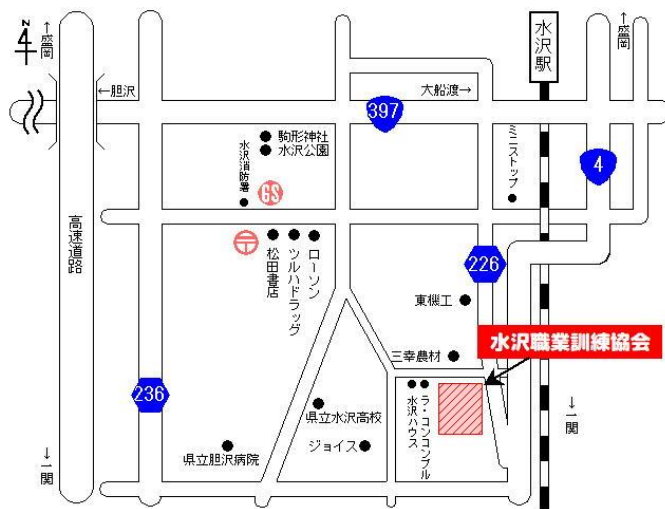 N
↑盛岡
水沢駅
↑盛岡
←胆沢
大船渡→
397
4
駒形神社
水沢公園
水沢消防署
GS
ミニストップ
高速道路
〒
松田書店
ツルハドラッグ
ローソン
226
東機工
水沢職業訓練協会
三幸農材
236
県立水沢高校
水沢ハウス
ラ・コンコンブル
県立胆沢病院
ジョイス
↓一関
↓一関